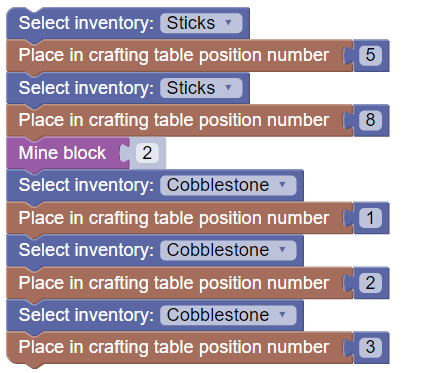 Select inventory: Sticks
Place in crafting table position number 5
Select inventory: Sticks
Place in crafting table position number 8
Mine block 2
Select inventory: Cobblestone
Place in crafting table position number 1
Select inventory: Cobblestone
Place in crafting table position number 2
Select inventory: Cobblestone
Place in crafting table position number 3